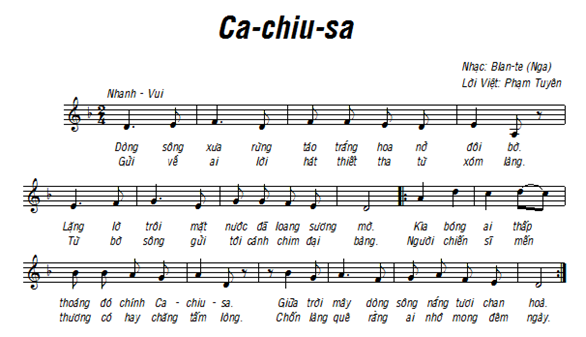 Ca-chiu-sa
Nhạc: Blan-te (Nga)
Lời Việt: Phạm Tuyên
Nhanh - Vui
2
4
Dòng sông xưa rừng táo trắng hoa nở đôi bờ.
Gửi về ai lời hát thiết tha từ xóm làng.
Lặng lờ trôi mặt nước đã loang sương mờ. Kìa bóng ai thấp
Từ bờ sông gửi tới cánh chim đại bàng. Người chiến sĩ mến
thoáng đó chính Ca - chiu - sa. Giữa trời mây dòng sông nắng tươi chan hoà.
thương có hay chăng tấm lòng. Chốn làng quê rằng ai nhớ mong đêm ngày.